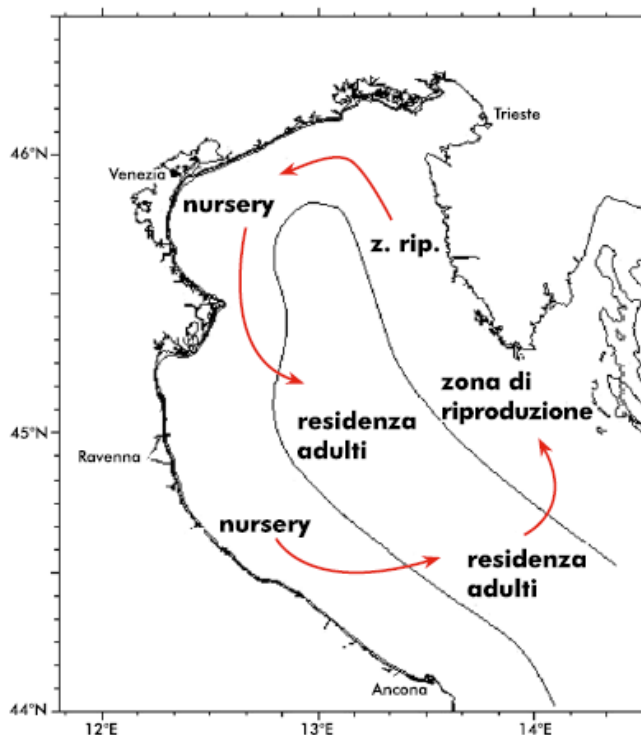 Trieste
46°N
Venezia
nursery
z. rip.
zona di
riproduzione
residenza
adulti
45°N
Ravenna
nursery
residenza
adulti
Ancona
44°N
12°E
13°E
14°E